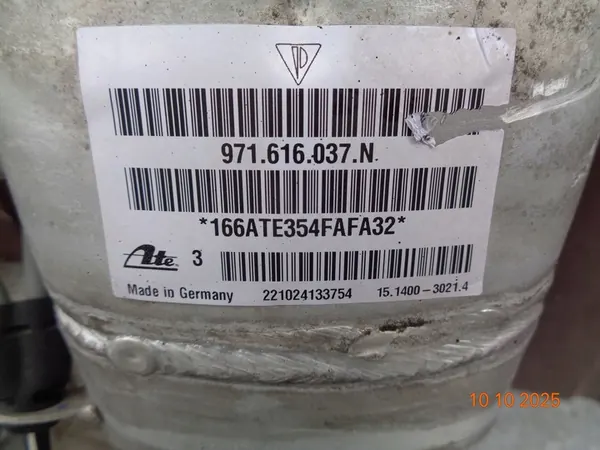 971.616.037.N
*166ATE354FAFA32*
Ate 3
Made in Germany 221024133754 15.1400-3021.4
10 10 2025